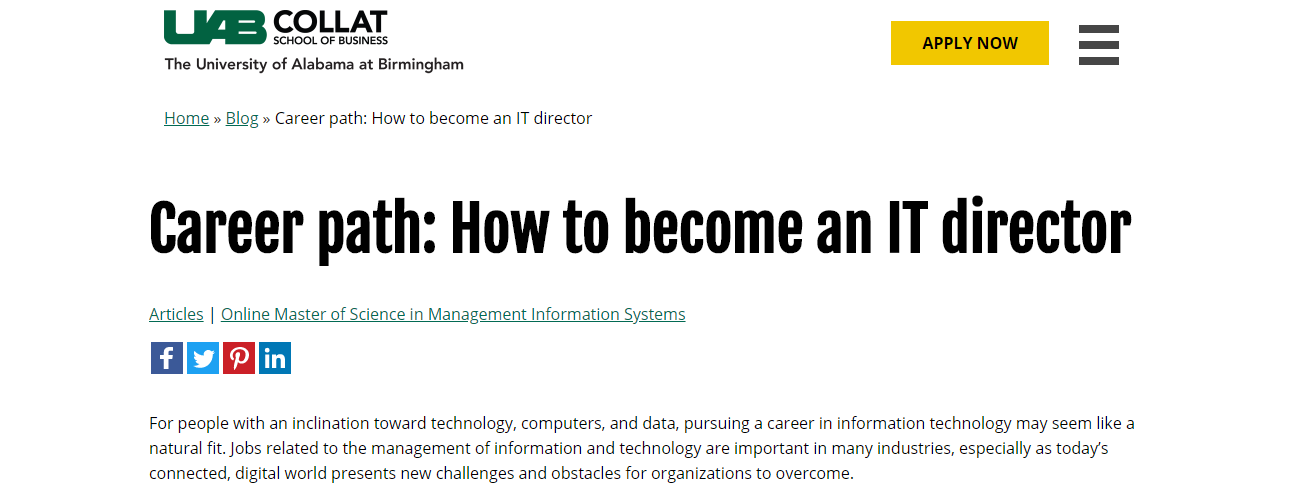 UAB COLLAT
SCHOOL OF BUSINESS
The University of Alabama at Birmingham
APPLY NOW
Home » Blog » Career path: How to become an IT director
Career path: How to become an IT director
Articles | Online Master of Science in Management Information Systems
For people with an inclination toward technology, computers, and data, pursuing a career in information technology may seem like a
natural fit. Jobs related to the management of information and technology are important in many industries, especially as today’s
connected, digital world presents new challenges and obstacles for organizations to overcome.